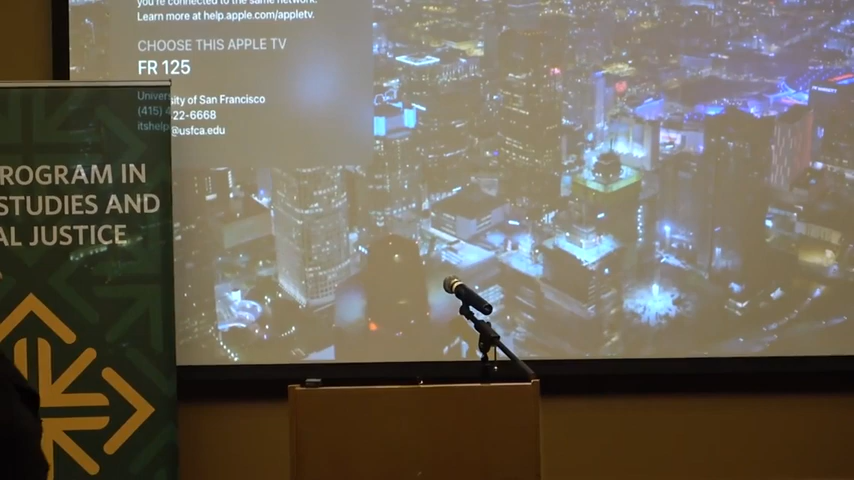 you're connected to the same network.
Learn more at help.apple.com/appletv.
CHOOSE THIS APPLE TV
FR 125
University of San Francisco
(415) 422-6668
itshelp@usfca.edu
ROGRAM IN
STUDIES AND
AL JUSTICE